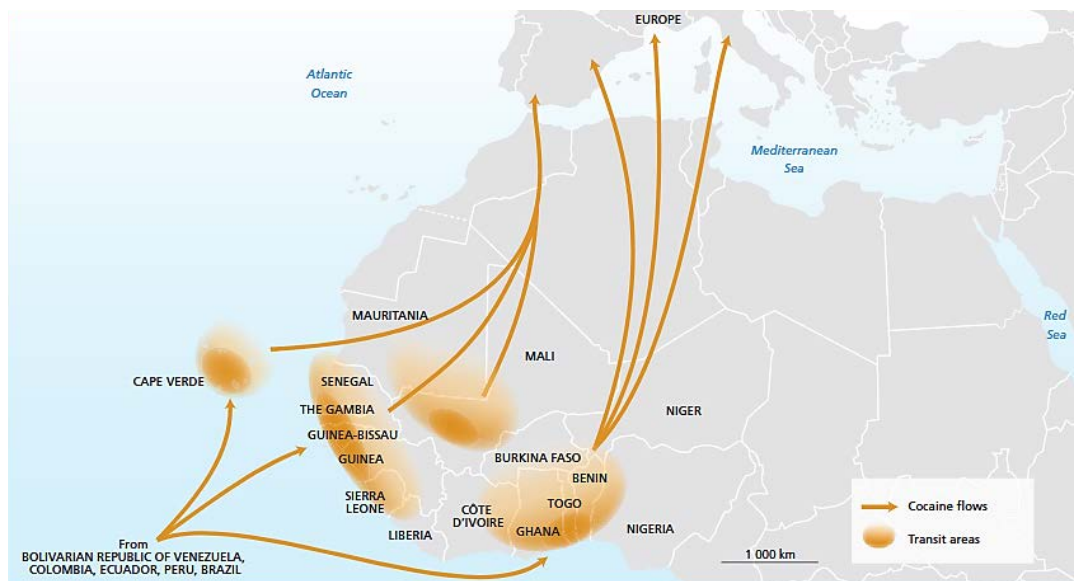 EUROPE
Atlantic
Ocean
Mediterranean
Sea
Red
Sea
MAURITANIA
MALI
CAPE VERDE
SENEGAL
THE GAMBIA
NIGER
GUINEA-BISSAU
GUINEA
BURKINA FASO
BENIN
SIERRA
LEONE
CÔTE
D'IVOIRE
TOGO
GHANA
NIGERIA
LIBERIA
Cocaine flows
Transit areas
From
BOLIVARIAN REPUBLIC OF VENEZUELA,
COLOMBIA, ECUADOR, PERU, BRAZIL
1 000 km